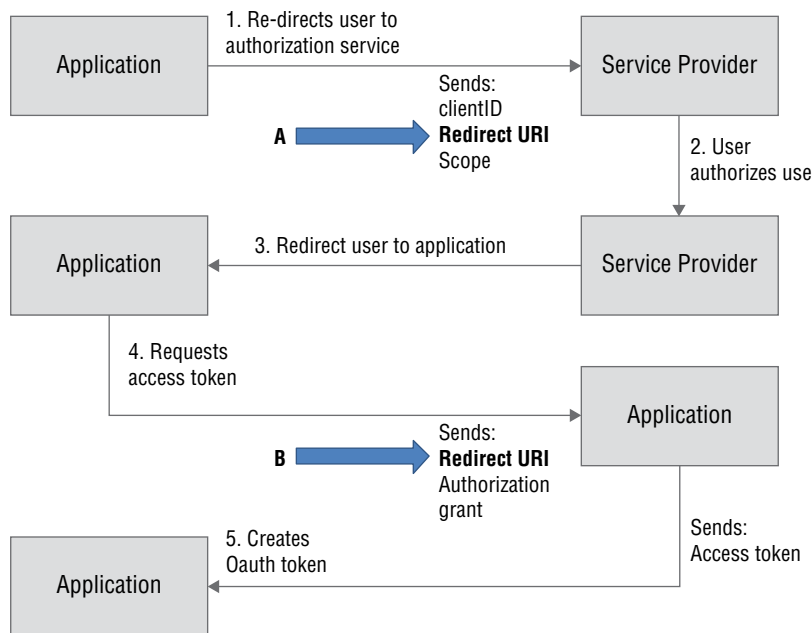 1. Re-directs user to
authorization service
Application
Service Provider
Sends:
clientID
A
Redirect URI
Scope
2. User
authorizes use
Application
3. Redirect user to application
Service Provider
4. Requests
access token
Application
Sends:
B
Redirect URI
Authorization
grant
Sends:
Access token
5. Creates
Oauth token
Application